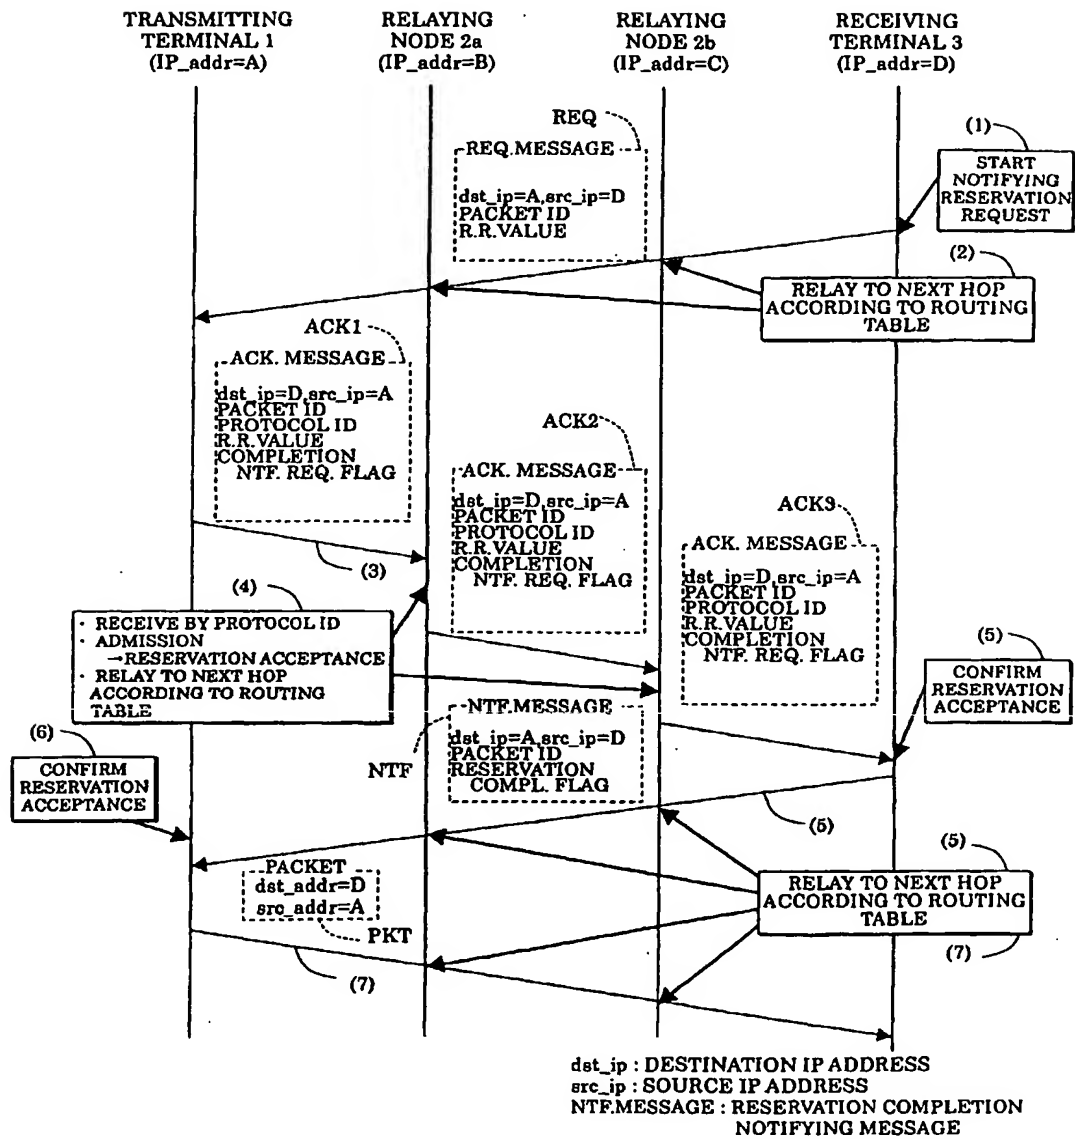 TRANSMITTING
TERMINAL 1
(IP_addr=A)
RELAYING
NODE 2a
(IP_addr=B)
RELAYING
NODE 2b
(IP_addr=C)
RECEIVING
TERMINAL 3
(IP_addr=D)
REQ
REQ.MESSAGE
dst_ip=A,src_ip=D
PACKET ID
R.R.VALUE
(1)
START
NOTIFYING
RESERVATION
REQUEST
(2)
RELAY TO NEXT HOP
ACCORDING TO ROUTING
TABLE
ACK1
ACK. MESSAGE
dst_ip=D,src_ip=A
PACKET ID
PROTOCOL ID
R.R.VALUE
COMPLETION
NTF. REQ. FLAG
(3)
ACK2
ACK. MESSAGE
dst_ip=D,src_ip=A
PACKET ID
PROTOCOL ID
R.R.VALUE
COMPLETION
NTF. REQ. FLAG
ACK3
ACK. MESSAGE
dst_ip=D,src_ip=A
PACKET ID
PROTOCOL ID
R.R.VALUE
COMPLETION
NTF. REQ. FLAG
(4)
· RECEIVE BY PROTOCOL ID
· ADMISSION
→RESERVATION ACCEPTANCE
· RELAY TO NEXT HOP
ACCORDING TO ROUTING
TABLE
(5)
CONFIRM
RESERVATION
ACCEPTANCE
NTF
NTF.MESSAGE
dst_ip=A,src_ip=D
PACKET ID
RESERVATION
COMPL. FLAG
(6)
CONFIRM
RESERVATION
ACCEPTANCE
(5)
(5)
RELAY TO NEXT HOP
ACCORDING TO ROUTING
TABLE
(7)
PACKET
dst_addr=D
src_addr=A
PKT
(7)
dst_ip : DESTINATION IP ADDRESS
src_ip : SOURCE IP ADDRESS
NTF.MESSAGE : RESERVATION COMPLETION
NOTIFYING MESSAGE